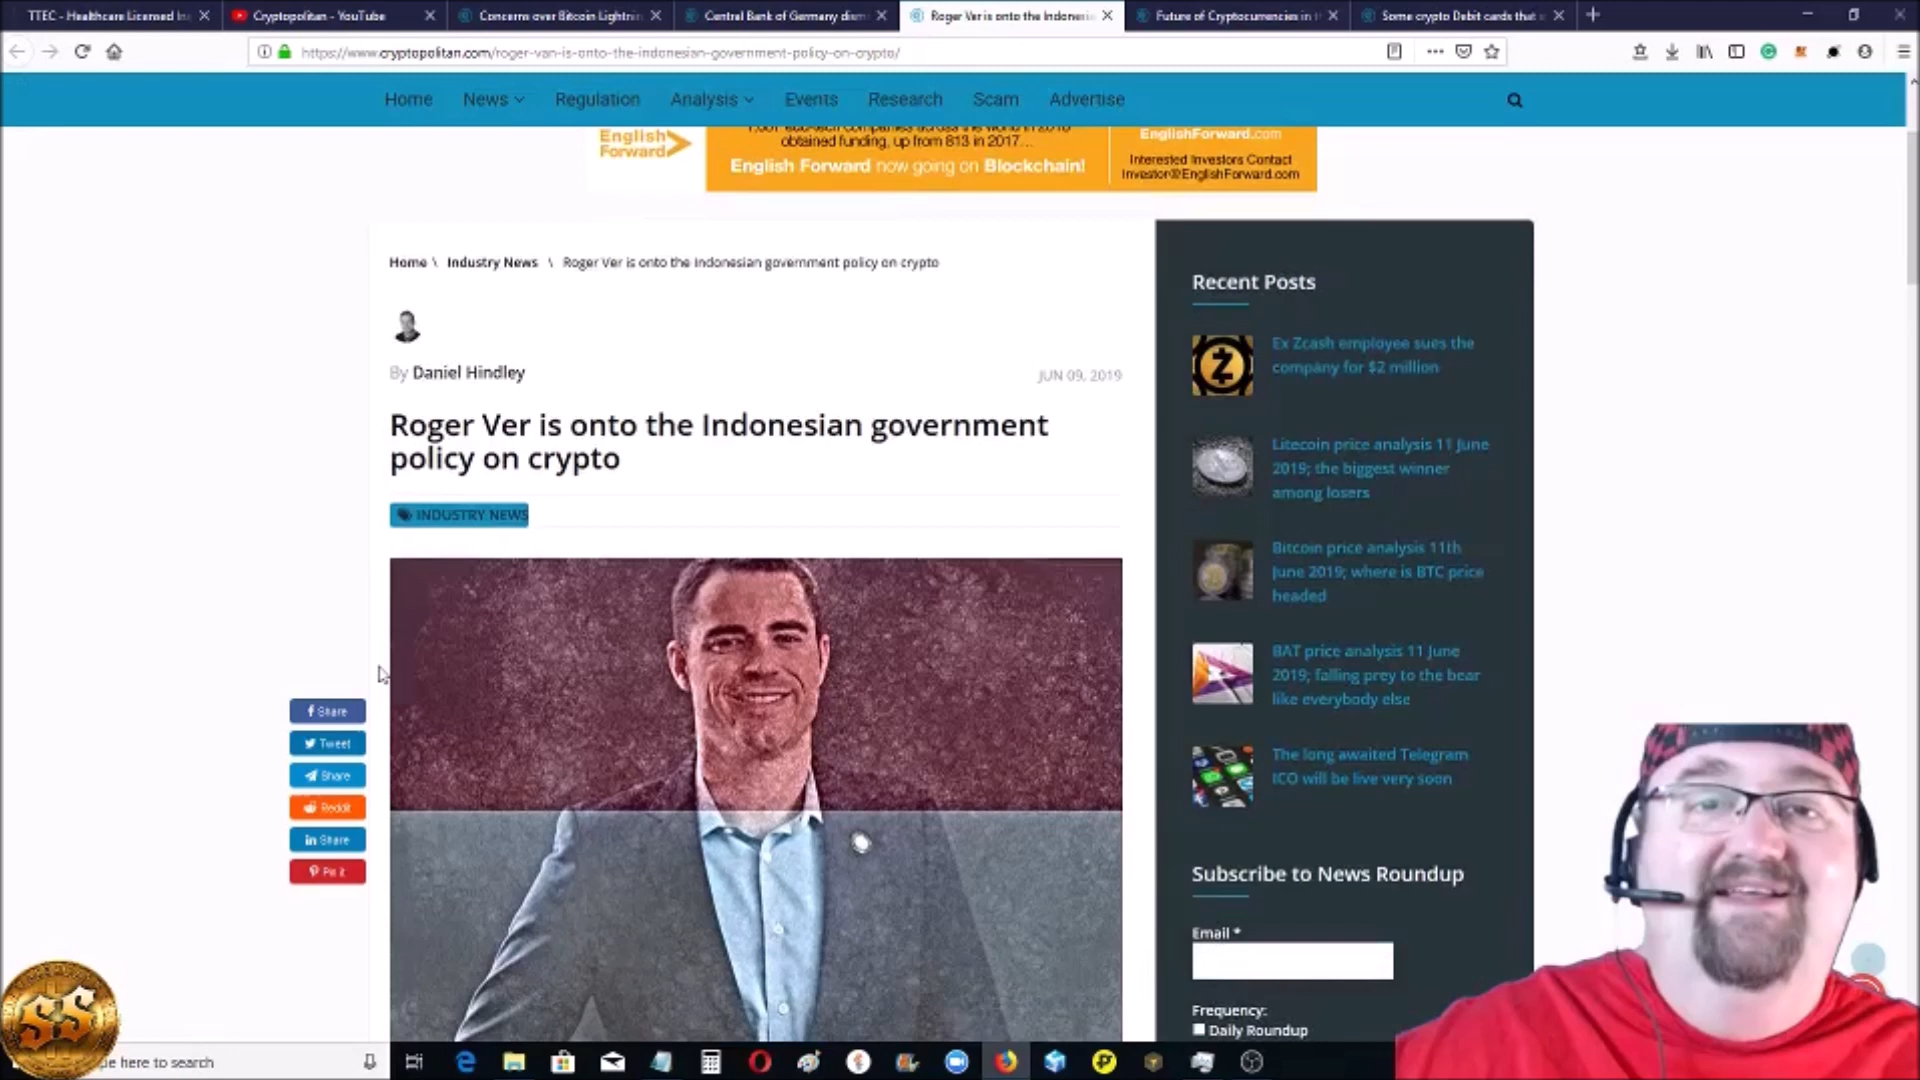 TTEC - Healthcare Licensed In
Cryptopolitan - YouTube
Concerns over Bitcoin Lightnin
Central Bank of Germany dism
Roger Ver is onto the Indonesi
Future of Cryptocurrencies in t
Some crypto Debit cards that
https://www.cryptopolitan.com/roger-van-is-onto-the-indonesian-government-policy-on-crypto/
Home
News
Regulation
Analysis
Events
Research
Scam
Advertise
English
Forward
obtained funding, up from 813 in 2017...
English Forward now going on Blockchain!
EnglishForward.com
Interested Investors Contact
Investor@EnglishForward.com
Home \ Industry News \ Roger Ver is onto the Indonesian government policy on crypto
By Daniel Hindley
JUN 09, 2019
Roger Ver is onto the Indonesian government
policy on crypto
INDUSTRY NEWS
Share
Tweet
Share
Reddit
Share
Pin it
Recent Posts
Ex Zcash employee sues the
company for $2 million
Litecoin price analysis 11 June
2019; the biggest winner
among losers
Bitcoin price analysis 11th
June 2019; where is BTC price
headed
BAT price analysis 11 June
2019; falling prey to the bear
like everybody else
The long awaited Telegram
ICO will be live very soon
Subscribe to News Roundup
Email *
Frequency:
Daily Roundup
SS
pe here to search